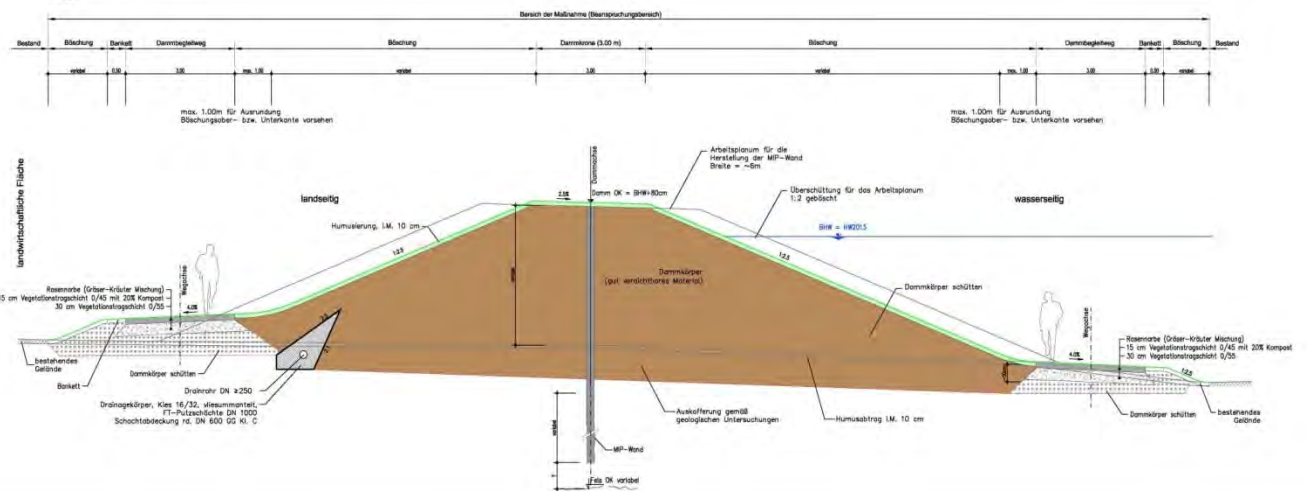 Bereich der Maßnahme (Beanspruchungsbereich)
Bestand
Böschung
Bankett
Dammbegleitweg
Böschung
Dammkrone (3.00 m)
Böschung
Dammbegleitweg
Bankett
Böschung
Bestand
variabel
0,50
3,00
max. 1,00
variabel
3,00
variabel
max. 1,00
3,00
variabel
max. 1.00m für Ausrundung
Böschungsober- bzw. Unterkante vorsehen
max. 1.00m für Ausrundung
Böschungsober- bzw. Unterkante vorsehen
landwirtschaftliche Fläche
landseitig
wasserseitig
Dammachse
Arbeitsplanum für die
Herstellung der MIP-Wand
Breite = ~6m
Damm OK = BHW+80cm
2,5%
Überschüttung für das Arbeitsplanum
1:2 geböscht
BHW = HW2013
Humusierung, i.M. 10 cm
1:2,5
1:2,5
Dammkörper
(gut verdichtbares Material)
Dammkörper schütten
Wegachse
4,0%
Rasennarbe (Gräser-Kräuter Mischung)
15 cm Vegetationstragschicht 0/45 mit 20% Kompost
30 cm Vegetationstragschicht 0/55
Wegachse
4,0%
Rasennarbe (Gräser-Kräuter Mischung)
15 cm Vegetationstragschicht 0/45 mit 20% Kompost
30 cm Vegetationstragschicht 0/55
1:2,5
bestehendes
Gelände
Bankett
Dammkörper schütten
Drainrohr DN ≥250
Drainagekörper, Kies 16/32, vliesummantelt,
FT-Putzschächte DN 1000
Schachtabdeckung rd. DN 600 GG Kl. C
variabel
Auskofferung gemäß
geologischen Untersuchungen
Humusabtrag i.M. 10 cm
Dammkörper schütten
bestehendes
Gelände
variabel
MIP-Wand
Fels OK variabel